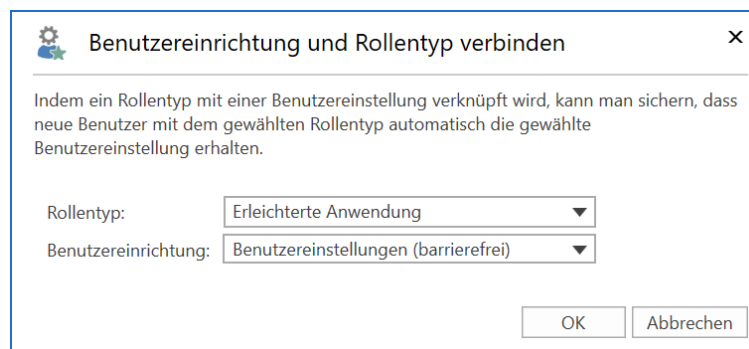 Benutzereinrichtung und Rollentyp verbinden
Indem ein Rollentyp mit einer Benutzereinstellung verknüpft wird, kann man sichern, dass
neue Benutzer mit dem gewählten Rollentyp automatisch die gewählte
Benutzereinstellung erhalten.
Rollentyp: Erleichterte Anwendung
Benutzereinrichtung: Benutzereinstellungen (barrierefrei)
OK Abbrechen